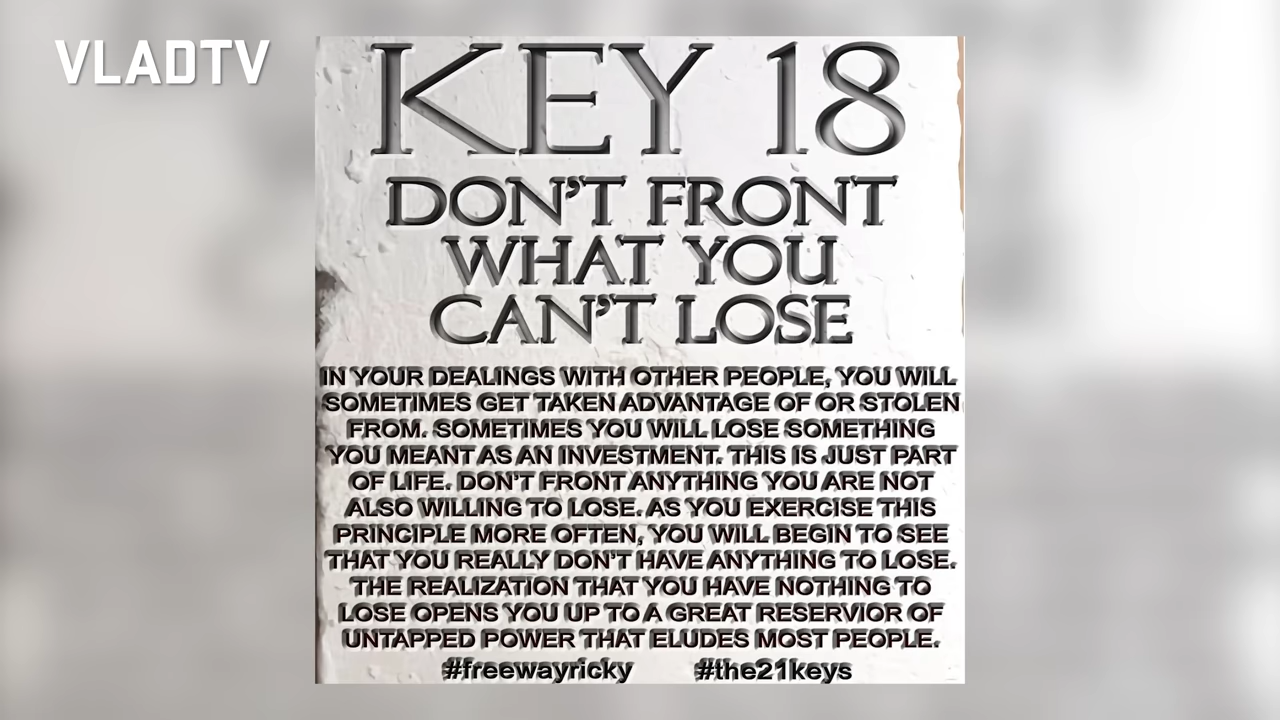 VLADTV
KEY 18
DON'T FRONT
WHAT YOU
CAN'T LOSE
IN YOUR DEALINGS WITH OTHER PEOPLE, YOU WILL
SOMETIMES GET TAKEN ADVANTAGE OF OR STOLEN
FROM. SOMETIMES YOU WILL LOSE SOMETHING
YOU MEANT AS AN INVESTMENT. THIS IS JUST PART
OF LIFE. DON'T FRONT ANYTHING YOU ARE NOT
ALSO WILLING TO LOSE. AS YOU EXERCISE THIS
PRINCIPLE MORE OFTEN, YOU WILL BEGIN TO SEE
THAT YOU REALLY DON'T HAVE ANYTHING TO LOSE.
THE REALIZATION THAT YOU HAVE NOTHING TO
LOSE OPENS YOU UP TO A GREAT RESERVIOR OF
UNTAPPED POWER THAT ELUDES MOST PEOPLE.
#freewayricky #the21keys